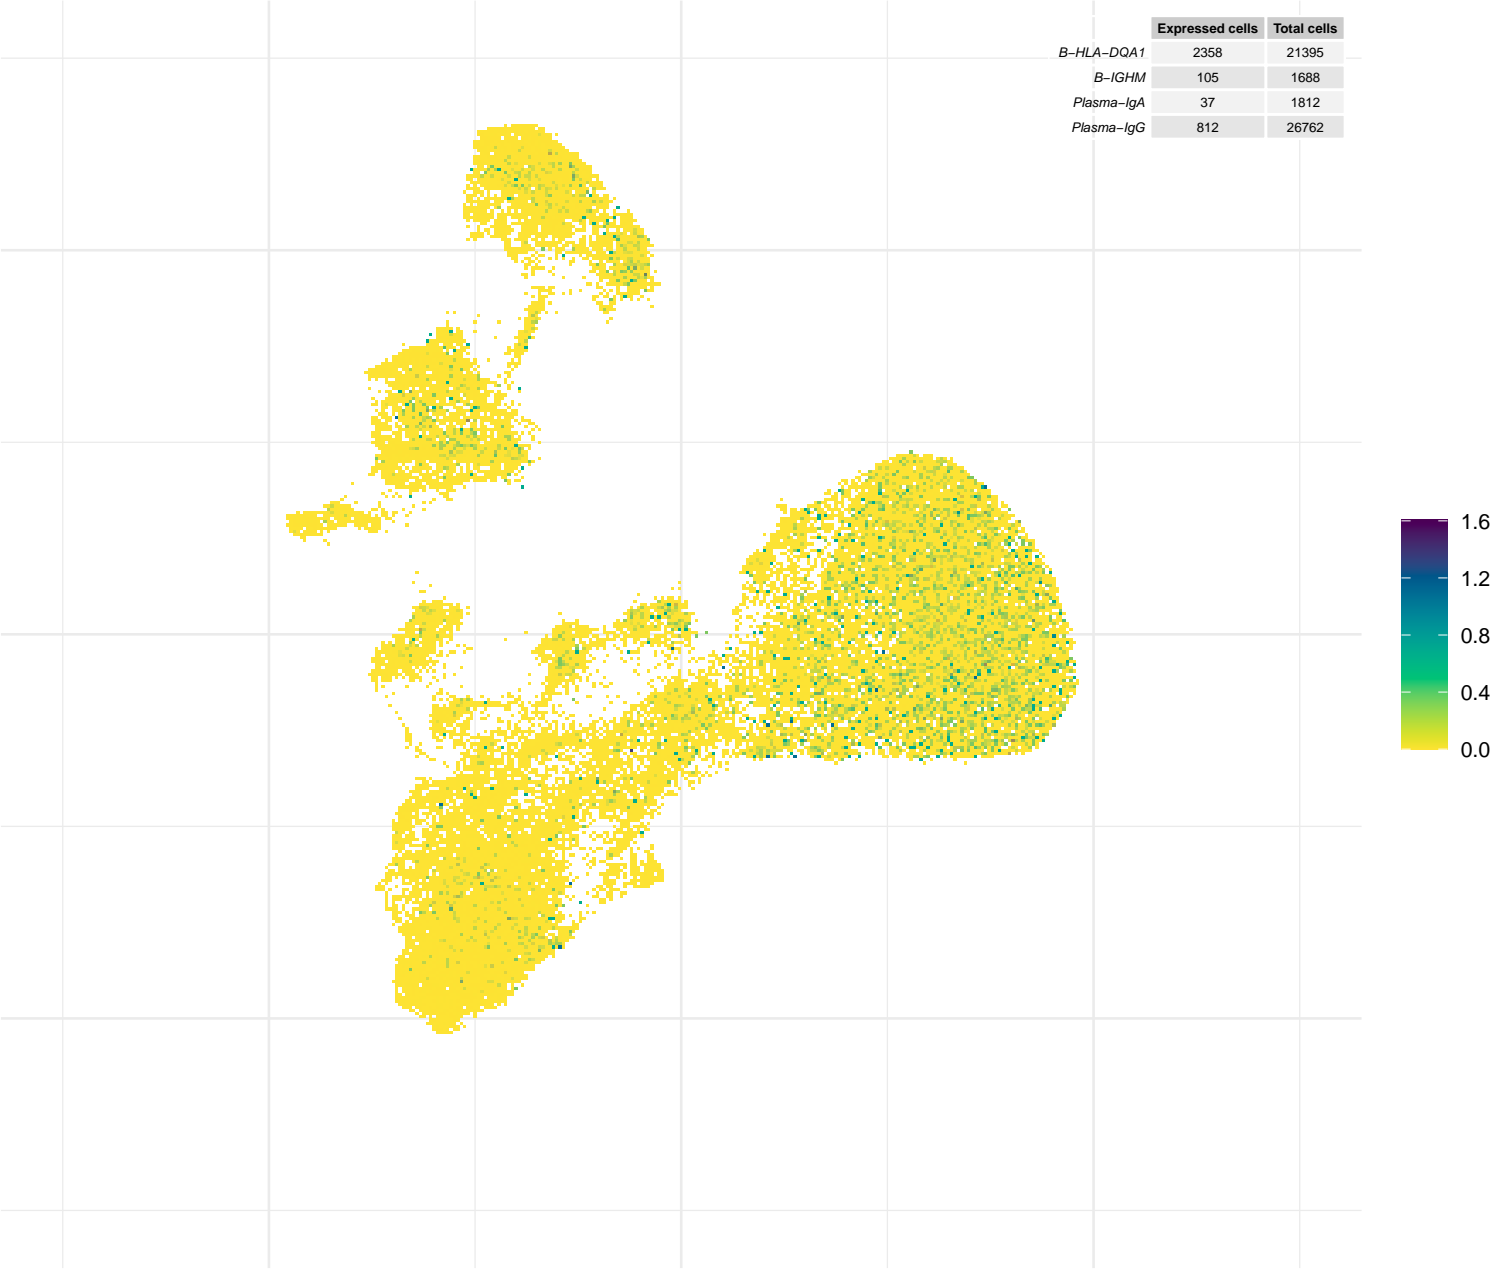 Expressed cells Total cells
B−HLA−DQA1 2358 21395
B−IGHM 105 1688
Plasma−IgA 37 1812
Plasma−IgG 812 26762
1.6
1.2
0.8
0.4
0.0